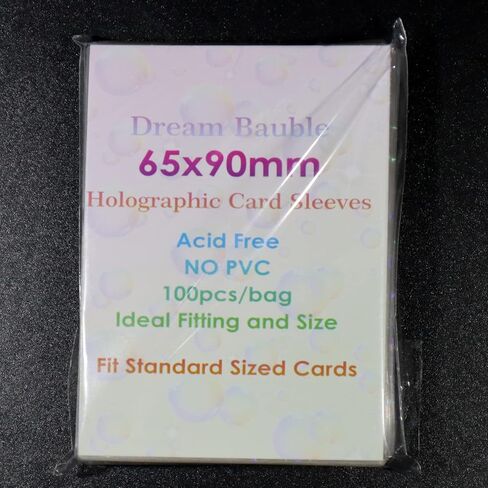 Dream Bauble
65x90mm
Holographic Card Sleeves
Acid Free
NO PVC
100pcs/bag
Ideal Fitting and Size
Fit Standard Sized Cards